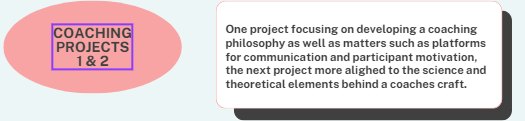 COACHING
PROJECTS
1 & 2
One project focusing on developing a coaching
philosophy as well as matters such as platforms
for communication and participant motivation,
the next project more alighed to the science and
theoretical elements behind a coaches craft.